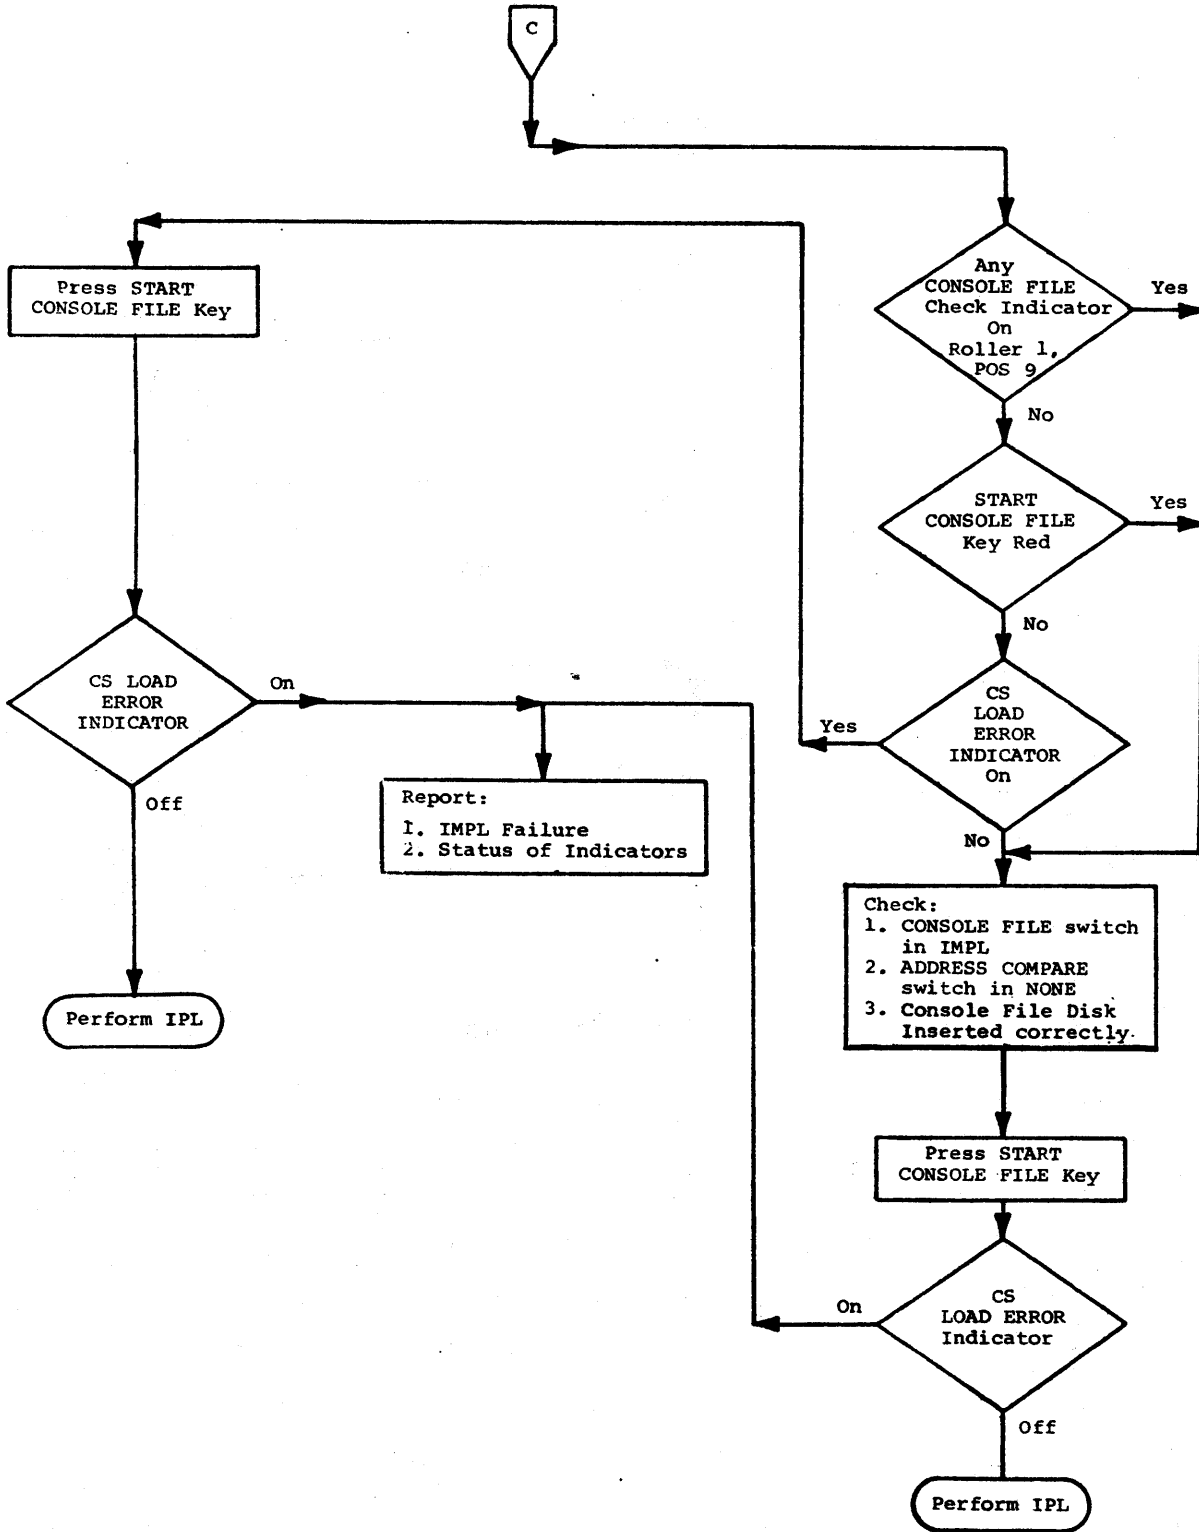 C
Any
CONSOLE FILE
Check Indicator
On
Roller 1,
POS 9
Yes
No
Press START
CONSOLE FILE Key
START
CONSOLE FILE
Key Red
Yes
No
CS LOAD
ERROR
INDICATOR
On
Off
CS
LOAD
ERROR
INDICATOR
On
Yes
No
Report:
1. IMPL Failure
2. Status of Indicators
Perform IPL
Check:
1. CONSOLE FILE switch
in IMPL
2. ADDRESS COMPARE
switch in NONE
3. Console File Disk
Inserted correctly.
Press START
CONSOLE FILE Key
CS
LOAD ERROR
Indicator
On
Off
Perform IPL